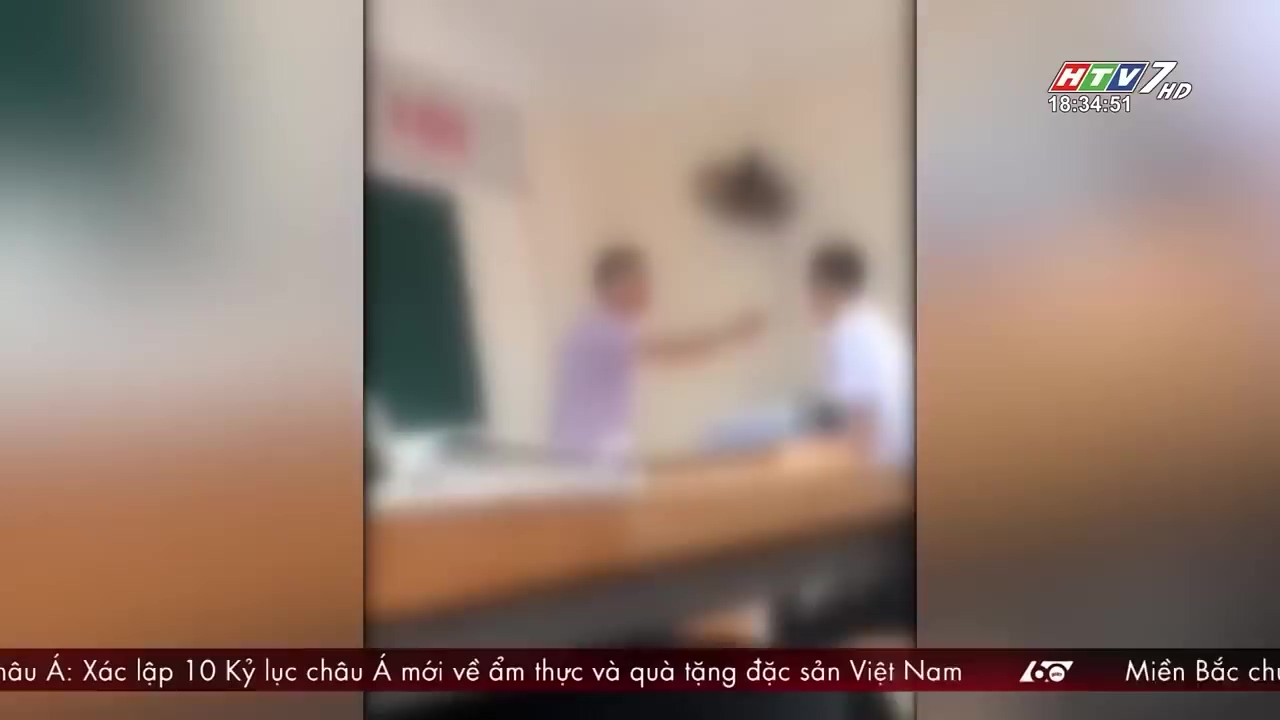 HTV7 HD
18:34:51
hâu Á: Xác lập 10 Kỷ lục châu Á mới về ẩm thực và quà tặng đặc sản Việt Nam 60 Miền Bắc chu